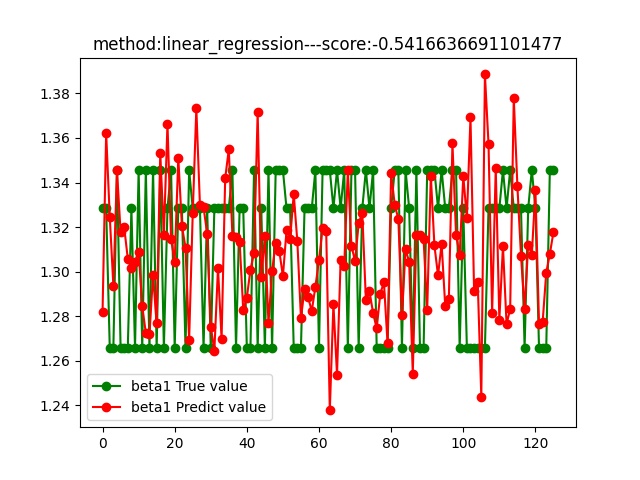 method:linear_regression---score:-0.5416636691101477
1.38
1.36
1.34
1.32
1.30
1.28
1.26
1.24
beta1 True value
beta1 Predict value
0 20 40 60 80 100 120